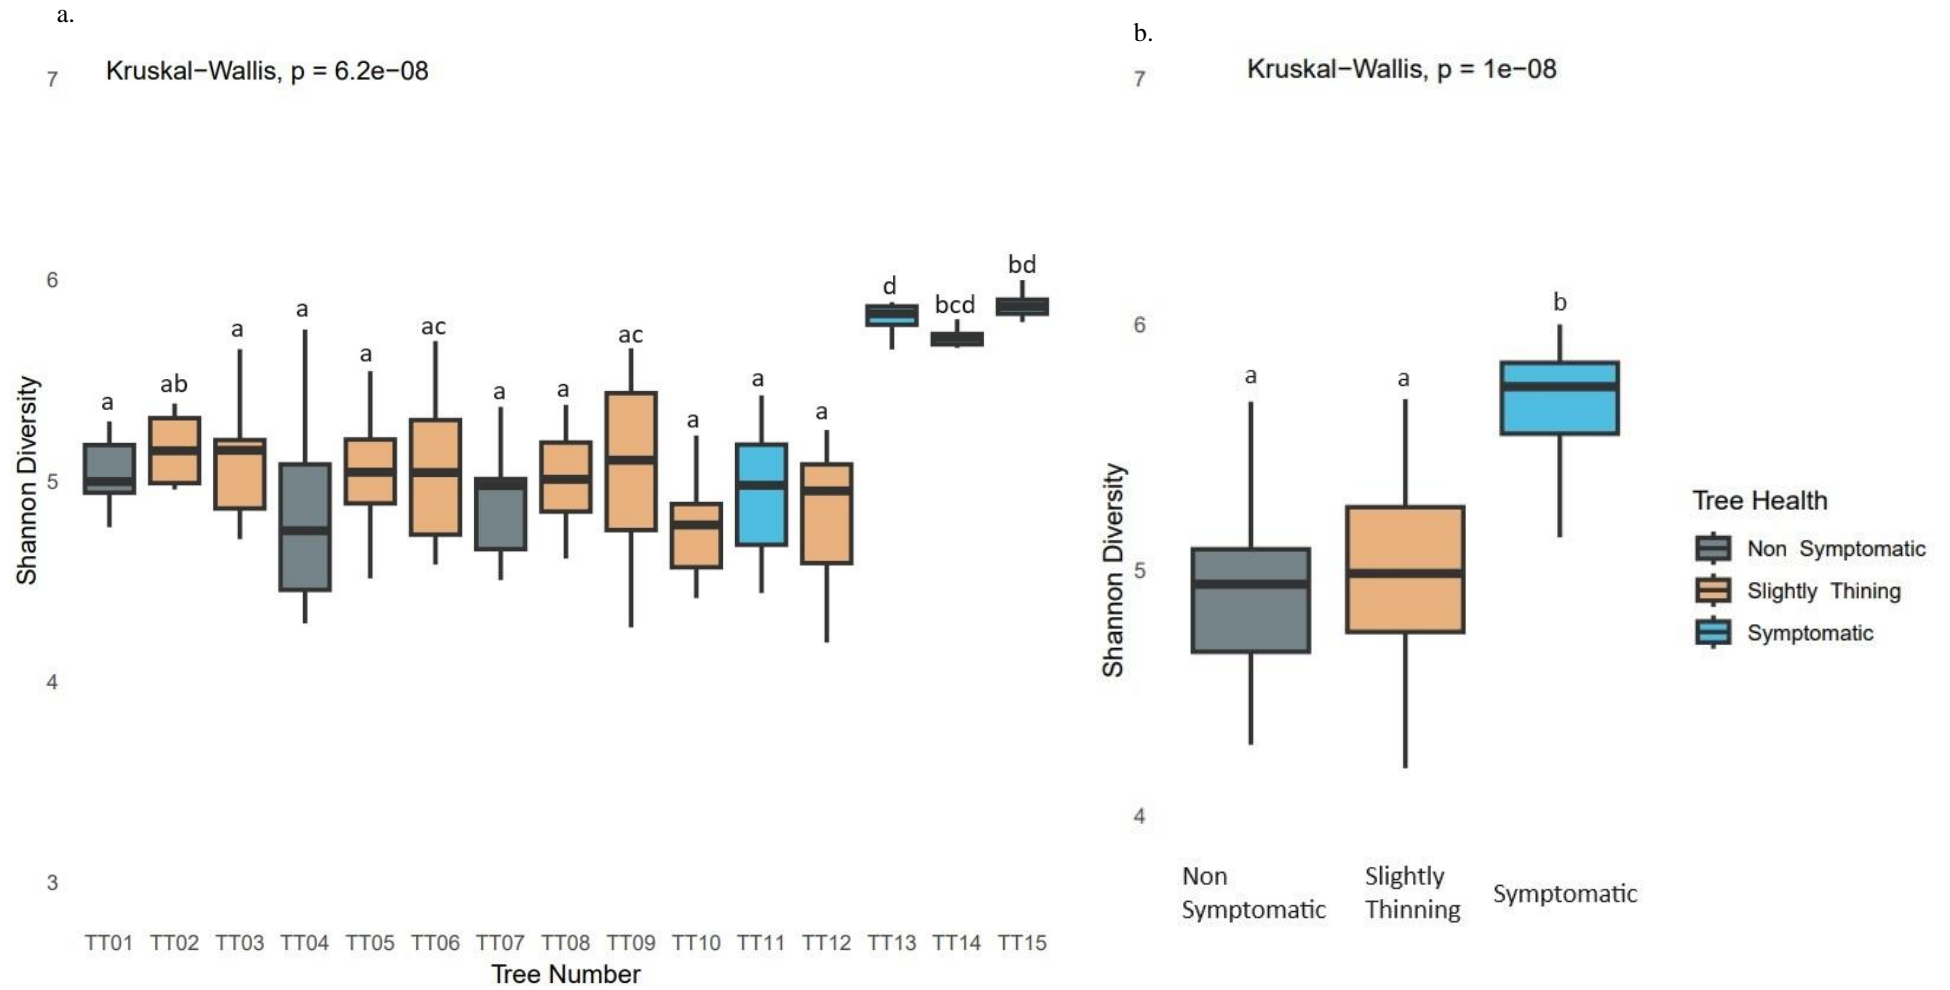 a.
Kruskal−Wallis, p = 6.2e−08
7
6
5
4
3
Shannon Diversity
a
ab
a
a
a
ac
a
a
ac
a
a
a
d
bcd
bd
TT01 TT02 TT03 TT04 TT05 TT06 TT07 TT08 TT09 TT10 TT11 TT12 TT13 TT14 TT15
Tree Number
b.
Kruskal−Wallis, p = 1e−08
7
6
5
4
Shannon Diversity
a
a
b
Non
Symptomatic
Slightly
Thinning
Symptomatic
Tree Health
Non Symptomatic
Slightly Thining
Symptomatic